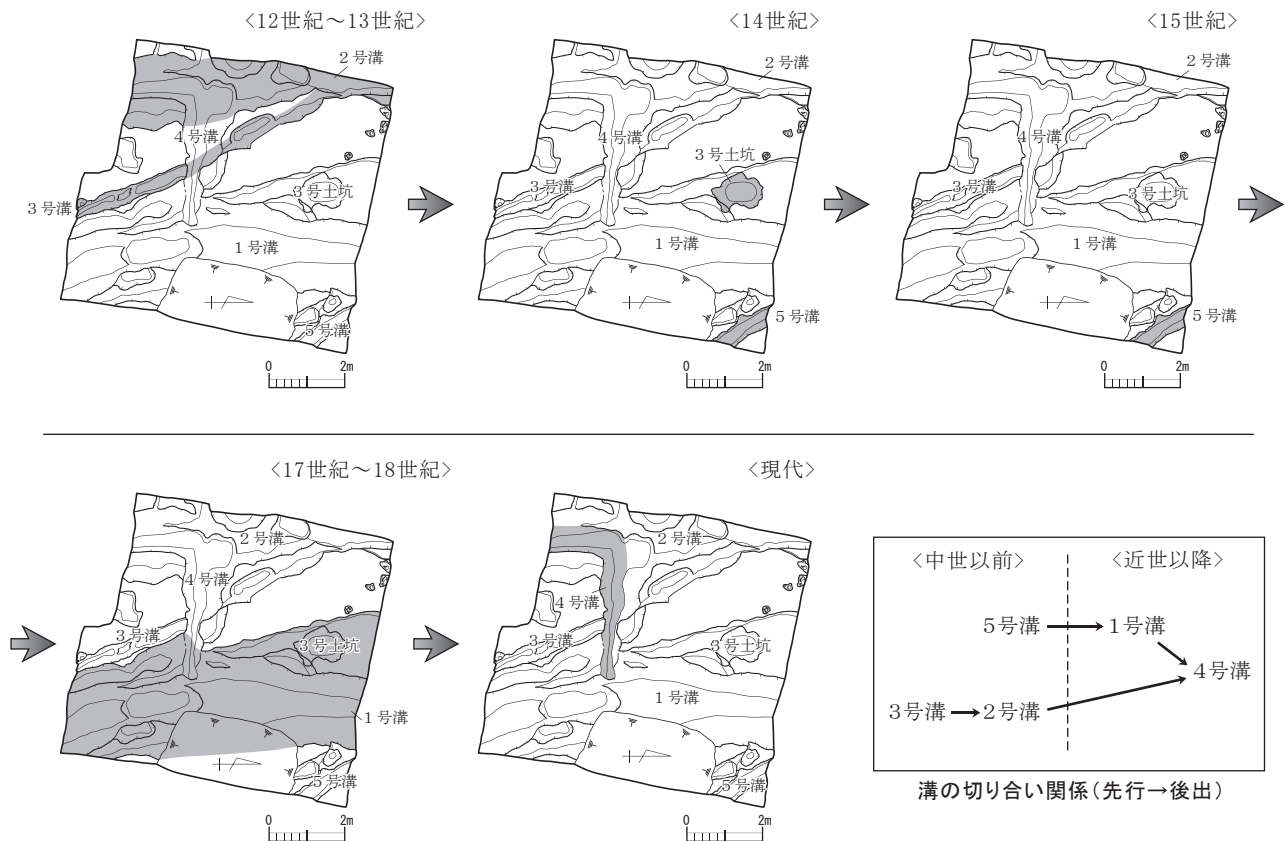 <12世紀～13世紀>
2号溝
4号溝
3号土坑
3号溝
1号溝
5号溝
0 2m
<14世紀>
2号溝
4号溝
3号土坑
3号溝
1号溝
5号溝
0 2m
<15世紀>
2号溝
4号溝
3号溝
3号土坑
1号溝
5号溝
0 2m
<17世紀～18世紀>
2号溝
4号溝
3号溝
3号土坑
1号溝
5号溝
0 2m
<現代>
2号溝
4号溝
3号溝
3号土坑
1号溝
5号溝
0 2m
<中世以前> <近世以降>
5号溝→1号溝
4号溝
3号溝→2号溝
溝の切り合い関係(先行→後出)